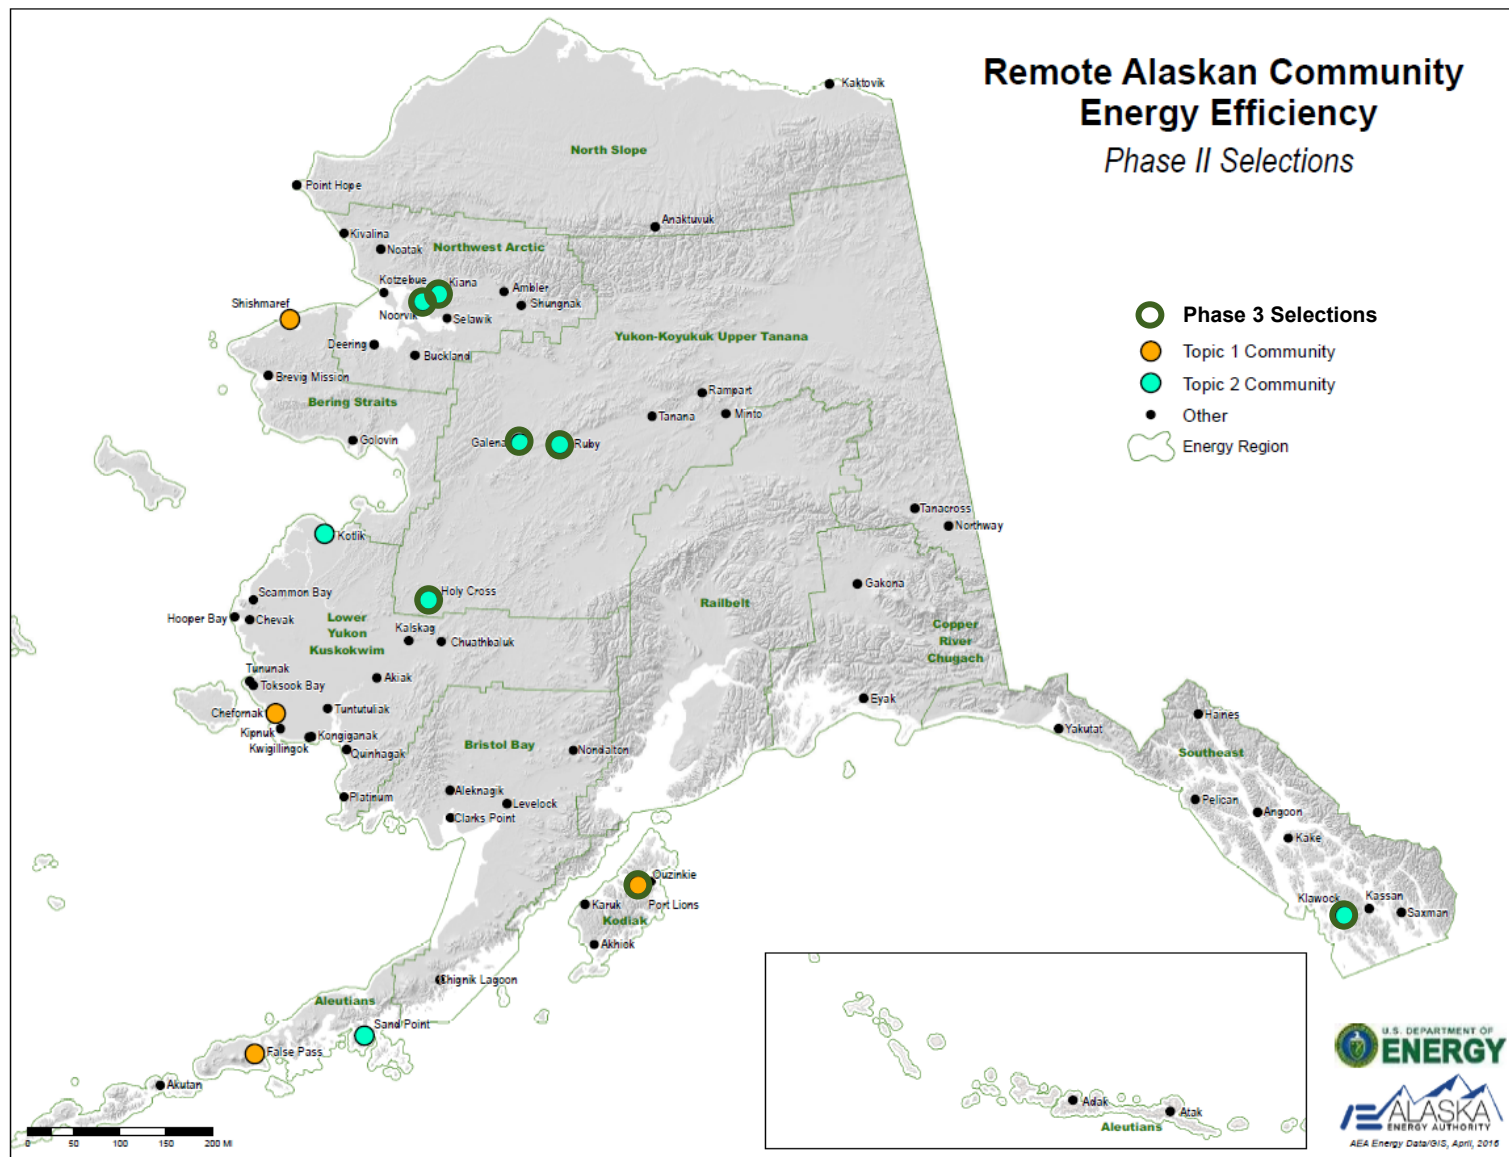 Remote Alaskan Community
Energy Efficiency
Phase II Selections
Kaktovik
North Slope
Point Hope
Anaktuvuk
Kivalina
Noatak
Northwest Arctic
Kotzebue
Kiana
Ambler
Shungnak
Noorvik
Selawik
Shishmaref
Deering
Buckland
Brevig Mission
Bering Straits
Golovin
Yukon-Koyukuk Upper Tanana
Rampart
Tanana
Minto
Galena
Ruby
Phase 3 Selections
Topic 1 Community
Topic 2 Community
Other
Energy Region
Tanacross
Northway
Kotlik
Gakona
Holy Cross
Scammon Bay
Hooper Bay
Chevak
Lower
Yukon
Kuskokwim
Kalskag
Chuathbaluk
Railbelt
Copper
River
Chugach
Tununak
Toksook Bay
Akiak
Chefornak
Tuntutuliak
Kipnuk
Kwigillingok
Kongiganak
Quinhagak
Bristol Bay
Nondalton
Eyak
Yakutat
Haines
Southeast
Platinum
Aleknagik
Levelock
Clarks Point
Pelican
Angoon
Kake
Ouzinkie
Port Lions
Karuk
Kodiak
Akhiok
Klawock
Kassan
Saxman
Chignik Lagoon
Aleutians
Sand Point
False Pass
Akutan
0 50 100 150 200 Mi
Adak
Atak
Aleutians
U.S. DEPARTMENT OF
ENERGY
ALASKA
ENERGY AUTHORITY
AEA Energy Data/GIS, April, 2016